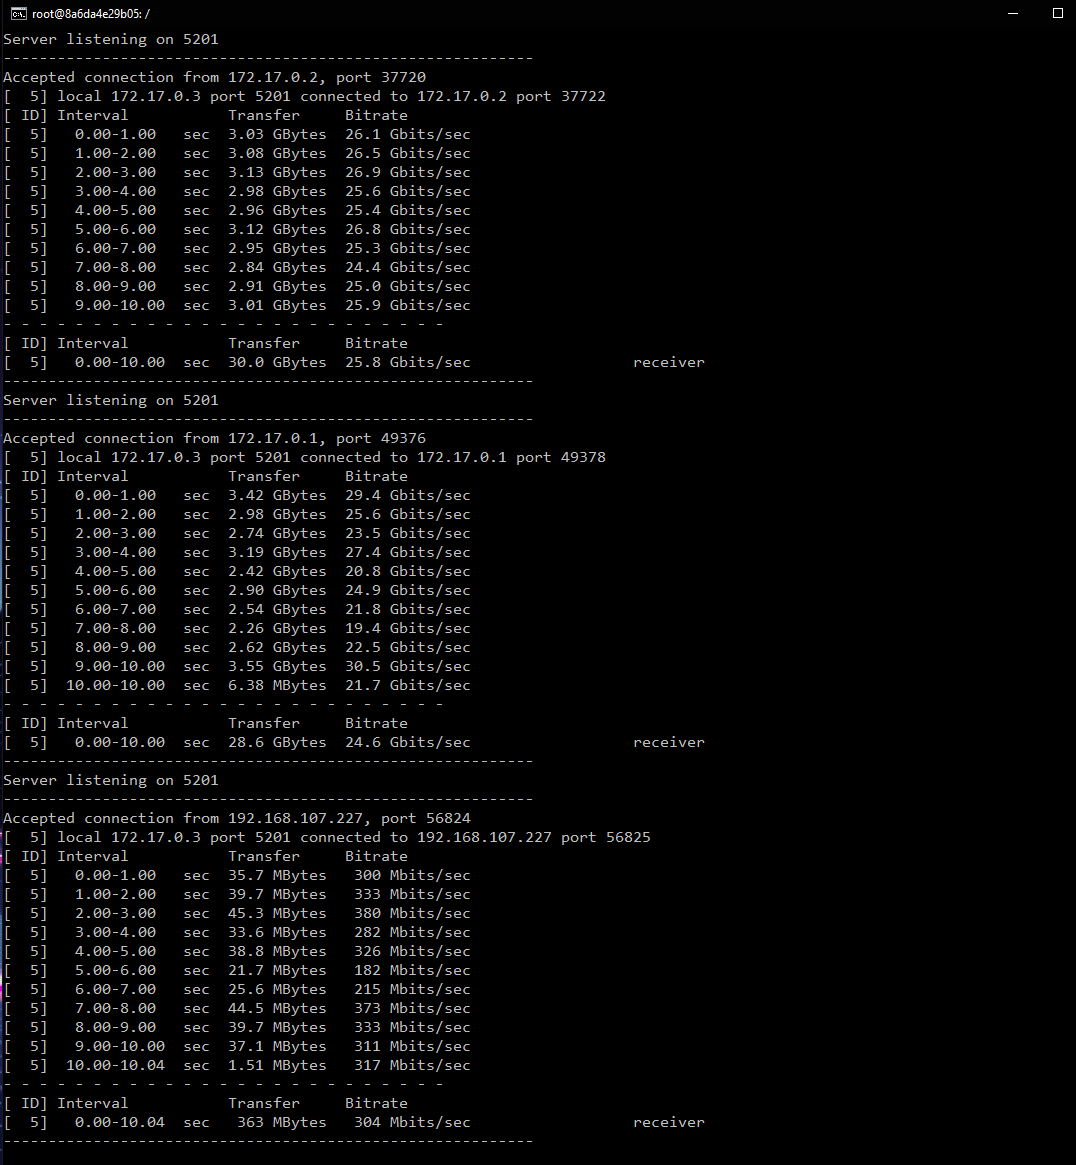 root@8a6da4e29b05: /
Server listening on 5201
-----------------------------------------------------------
Accepted connection from 172.17.0.2, port 37720
[  5] local 172.17.0.3 port 5201 connected to 172.17.0.2 port 37722
[ ID] Interval           Transfer     Bitrate
[  5]   0.00-1.00   sec  3.03 GBytes  26.1 Gbits/sec
[  5]   1.00-2.00   sec  3.08 GBytes  26.5 Gbits/sec
[  5]   2.00-3.00   sec  3.13 GBytes  26.9 Gbits/sec
[  5]   3.00-4.00   sec  2.98 GBytes  25.6 Gbits/sec
[  5]   4.00-5.00   sec  2.96 GBytes  25.4 Gbits/sec
[  5]   5.00-6.00   sec  3.12 GBytes  26.8 Gbits/sec
[  5]   6.00-7.00   sec  2.95 GBytes  25.3 Gbits/sec
[  5]   7.00-8.00   sec  2.84 GBytes  24.4 Gbits/sec
[  5]   8.00-9.00   sec  2.91 GBytes  25.0 Gbits/sec
[  5]   9.00-10.00  sec  3.01 GBytes  25.9 Gbits/sec
- - - - - - - - - - - - - - - - - - - - - - - - -
[ ID] Interval           Transfer     Bitrate
[  5]   0.00-10.00  sec  30.0 GBytes  25.8 Gbits/sec                  receiver
-----------------------------------------------------------
Server listening on 5201
-----------------------------------------------------------
Accepted connection from 172.17.0.1, port 49376
[  5] local 172.17.0.3 port 5201 connected to 172.17.0.1 port 49378
[ ID] Interval           Transfer     Bitrate
[  5]   0.00-1.00   sec  3.42 GBytes  29.4 Gbits/sec
[  5]   1.00-2.00   sec  2.98 GBytes  25.6 Gbits/sec
[  5]   2.00-3.00   sec  2.74 GBytes  23.5 Gbits/sec
[  5]   3.00-4.00   sec  3.19 GBytes  27.4 Gbits/sec
[  5]   4.00-5.00   sec  2.42 GBytes  20.8 Gbits/sec
[  5]   5.00-6.00   sec  2.90 GBytes  24.9 Gbits/sec
[  5]   6.00-7.00   sec  2.54 GBytes  21.8 Gbits/sec
[  5]   7.00-8.00   sec  2.26 GBytes  19.4 Gbits/sec
[  5]   8.00-9.00   sec  2.62 GBytes  22.5 Gbits/sec
[  5]   9.00-10.00  sec  3.55 GBytes  30.5 Gbits/sec
[  5]  10.00-10.00  sec  6.38 MBytes  21.7 Gbits/sec
- - - - - - - - - - - - - - - - - - - - - - - - -
[ ID] Interval           Transfer     Bitrate
[  5]   0.00-10.00  sec  28.6 GBytes  24.6 Gbits/sec                  receiver
-----------------------------------------------------------
Server listening on 5201
-----------------------------------------------------------
Accepted connection from 192.168.107.227, port 56824
[  5] local 172.17.0.3 port 5201 connected to 192.168.107.227 port 56825
[ ID] Interval           Transfer     Bitrate
[  5]   0.00-1.00   sec  35.7 MBytes   300 Mbits/sec
[  5]   1.00-2.00   sec  39.7 MBytes   333 Mbits/sec
[  5]   2.00-3.00   sec  45.3 MBytes   380 Mbits/sec
[  5]   3.00-4.00   sec  33.6 MBytes   282 Mbits/sec
[  5]   4.00-5.00   sec  38.8 MBytes   326 Mbits/sec
[  5]   5.00-6.00   sec  21.7 MBytes   182 Mbits/sec
[  5]   6.00-7.00   sec  25.6 MBytes   215 Mbits/sec
[  5]   7.00-8.00   sec  44.5 MBytes   373 Mbits/sec
[  5]   8.00-9.00   sec  39.7 MBytes   333 Mbits/sec
[  5]   9.00-10.00  sec  37.1 MBytes   311 Mbits/sec
[  5]  10.00-10.04  sec  1.51 MBytes   317 Mbits/sec
- - - - - - - - - - - - - - - - - - - - - - - - -
[ ID] Interval           Transfer     Bitrate
[  5]   0.00-10.04  sec   363 MBytes   304 Mbits/sec                  receiver
-----------------------------------------------------------